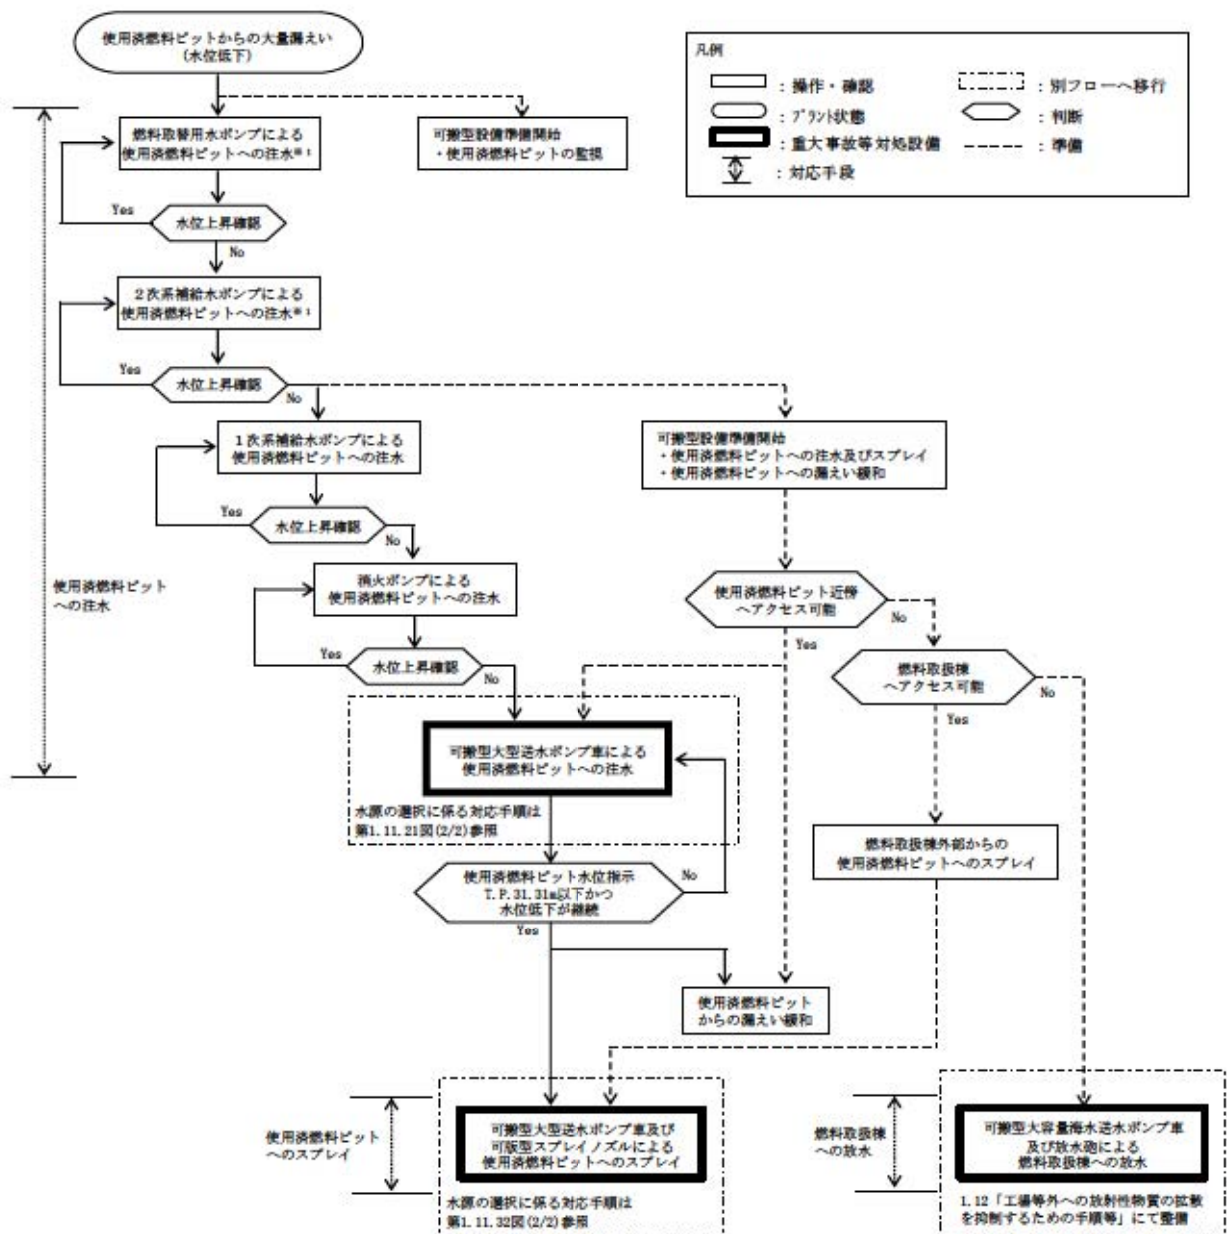 使用済燃料ピットからの大量漏えい
(水位低下)
凡例
：操作・確認
：プラント状態
：重大事故等対処設備
：対応手段
：別フローへ移行
：判断
：準備
燃料取替用水ポンプによる
使用済燃料ピットへの注水※1
可搬型設備準備開始
・使用済燃料ピットの監視
Yes
水位上昇確認
No
2次系補給水ポンプによる
使用済燃料ピットへの注水※1
Yes
水位上昇確認
No
1次系補給水ポンプによる
使用済燃料ピットへの注水
可搬型設備準備開始
・使用済燃料ピットへの注水及びスプレイ
・使用済燃料ピットへの漏えい緩和
Yes
水位上昇確認
No
使用済燃料ピット
への注水
消火ポンプによる
使用済燃料ピットへの注水
使用済燃料ピット近傍
へアクセス可能
No
Yes
Yes
水位上昇確認
No
燃料取扱棟
へアクセス可能
No
Yes
可搬型大型送水ポンプ車による
使用済燃料ピットへの注水
水源の選択に係る対応手順は
第1.11.21図(2/2)参照
燃料取扱棟外部からの
使用済燃料ピットへのスプレイ
使用済燃料ピット水位指示
T.P.31.31m以下かつ
水位低下が継続
No
Yes
使用済燃料ピット
からの漏えい緩和
使用済燃料ピット
へのスプレイ
可搬型大型送水ポンプ車及び
可版型スプレイノズルによる
使用済燃料ピットへのスプレイ
水源の選択に係る対応手順は
第1.11.32図(2/2)参照
燃料取扱棟
への放水
可搬型大容量海水送水ポンプ車
及び放水砲による
燃料取扱棟への放水
1.12「工場等外への放射性物質の拡散
を抑制するための手順等」にて整備